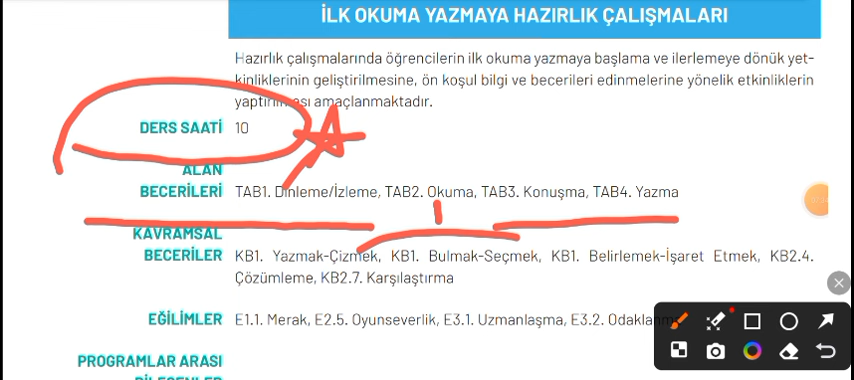 İLK OKUMA YAZMAYA HAZIRLIK ÇALIŞMALARI
Hazırlık çalışmalarında öğrencilerin ilk okuma yazmaya başlama ve ilerlemeye dönük yet-
kinliklerinin geliştirilmesine, ön koşul bilgi ve becerileri edinmelerine yönelik etkinliklerin
yaptırılması amaçlanmaktadır.
DERS SAATİ 10
ALAN
BECERİLERİ TAB1. Dinleme/İzleme, TAB2. Okuma, TAB3. Konuşma, TAB4. Yazma
KAVRAMSAL
BECERİLER KB1. Yazmak-Çizmek, KB1. Bulmak-Seçmek, KB1. Belirlemek-İşaret Etmek, KB2.4.
Çözümleme, KB2.7. Karşılaştırma
EĞİLİMLER E1.1. Merak, E2.5. Oyunseverlik, E3.1. Uzmanlaşma, E3.2.
PROGRAMLAR ARASI